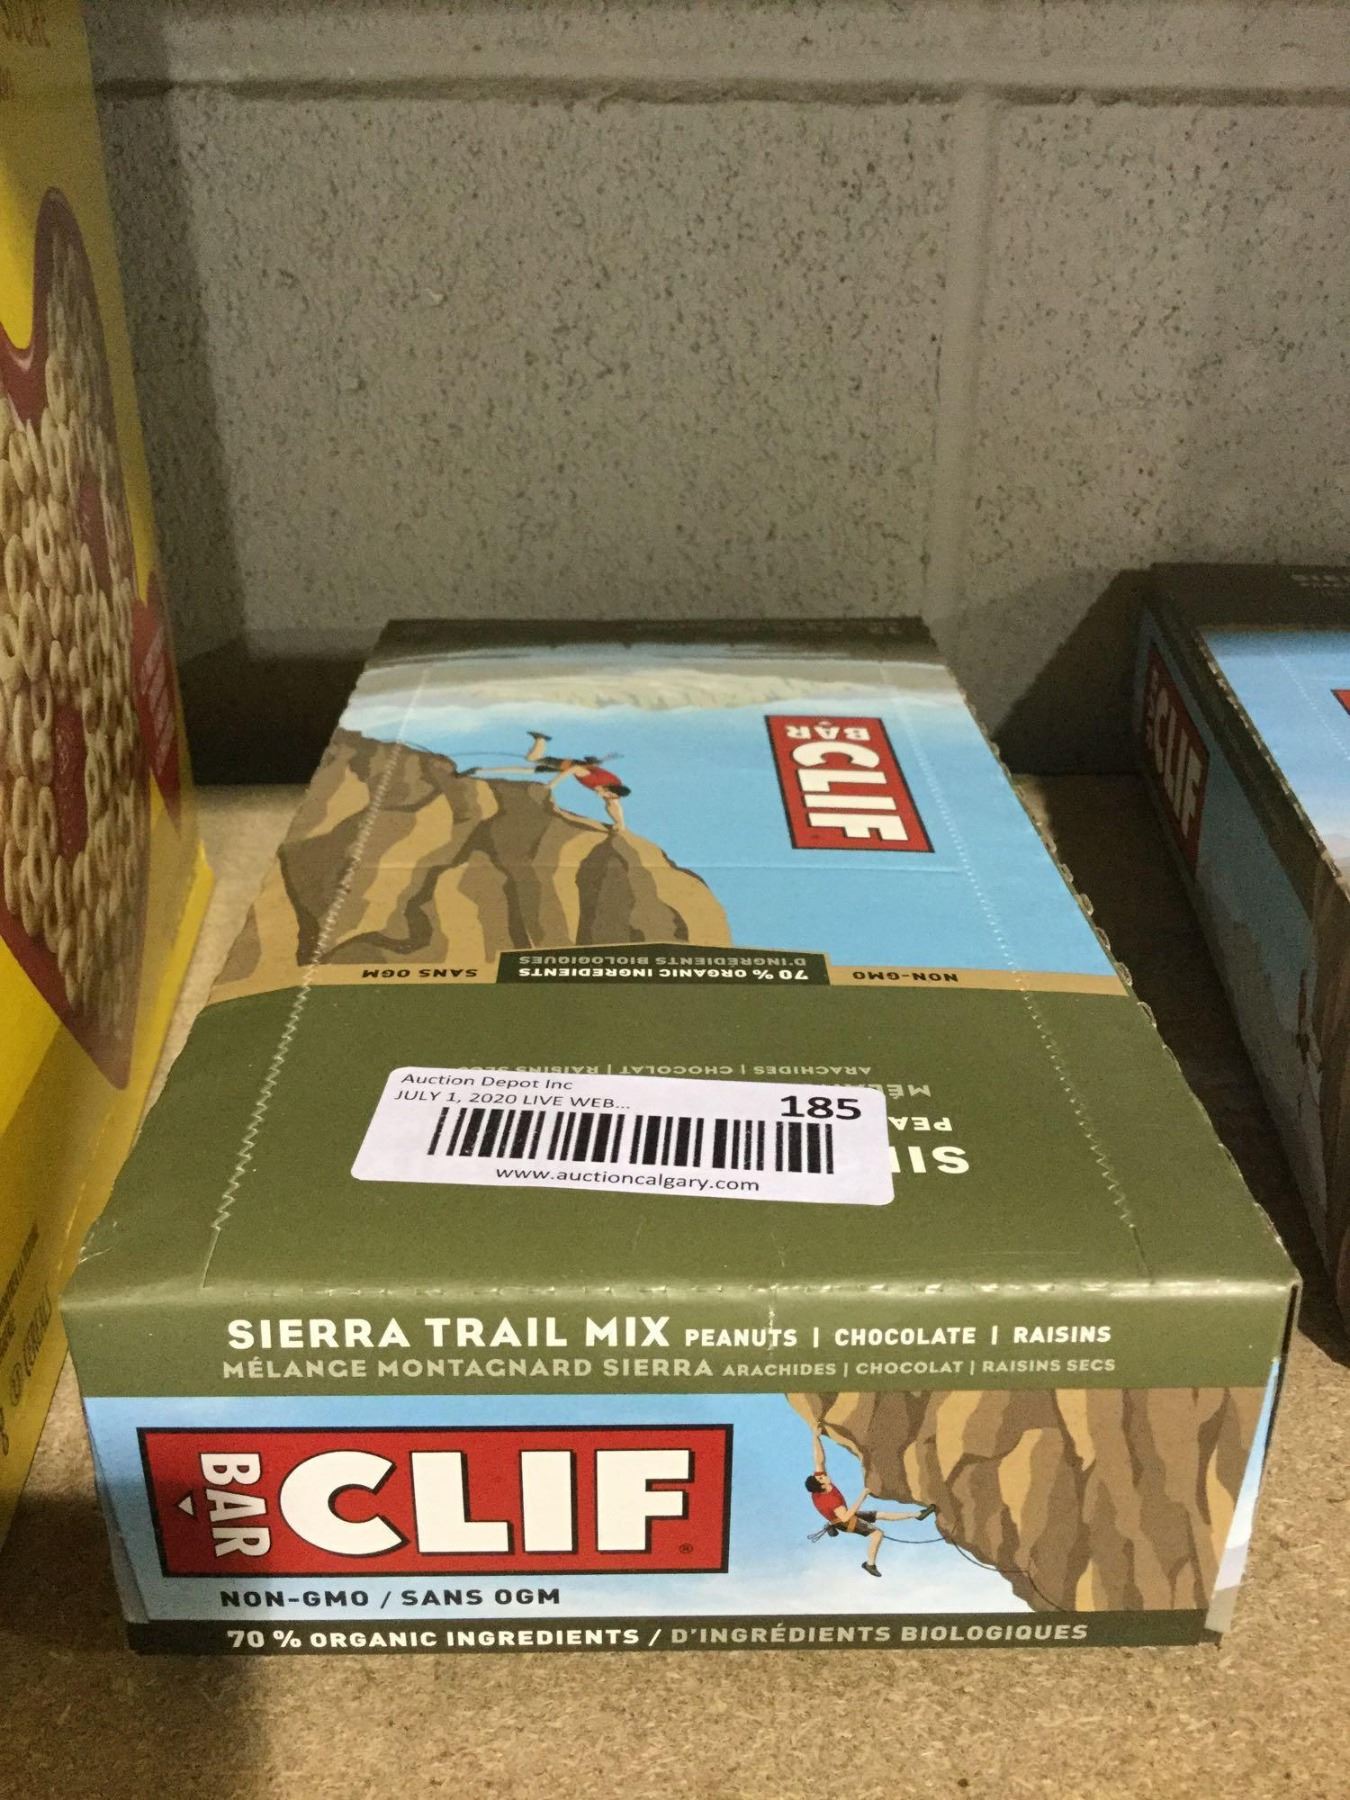 CLIF
BAR
NON-GMO
70 % ORGANIC INGREDIENTS
D'INGRÉDIENTS BIOLOGIQUES
SANS OGM
ARACHIDES | CHOCOLAT | RAISINS
Auction Depot Inc
JULY 1, 2020 LIVE WEB...
185
www.auctioncalgary.com
SIERRA TRAIL MIX PEANUTS | CHOCOLATE | RAISINS
MÉLANGE MONTAGNARD SIERRA ARACHIDES | CHOCOLAT | RAISINS SECS
BAR CLIF
NON-GMO / SANS OGM
70 % ORGANIC INGREDIENTS / D'INGRÉDIENTS BIOLOGIQUES
CLIF